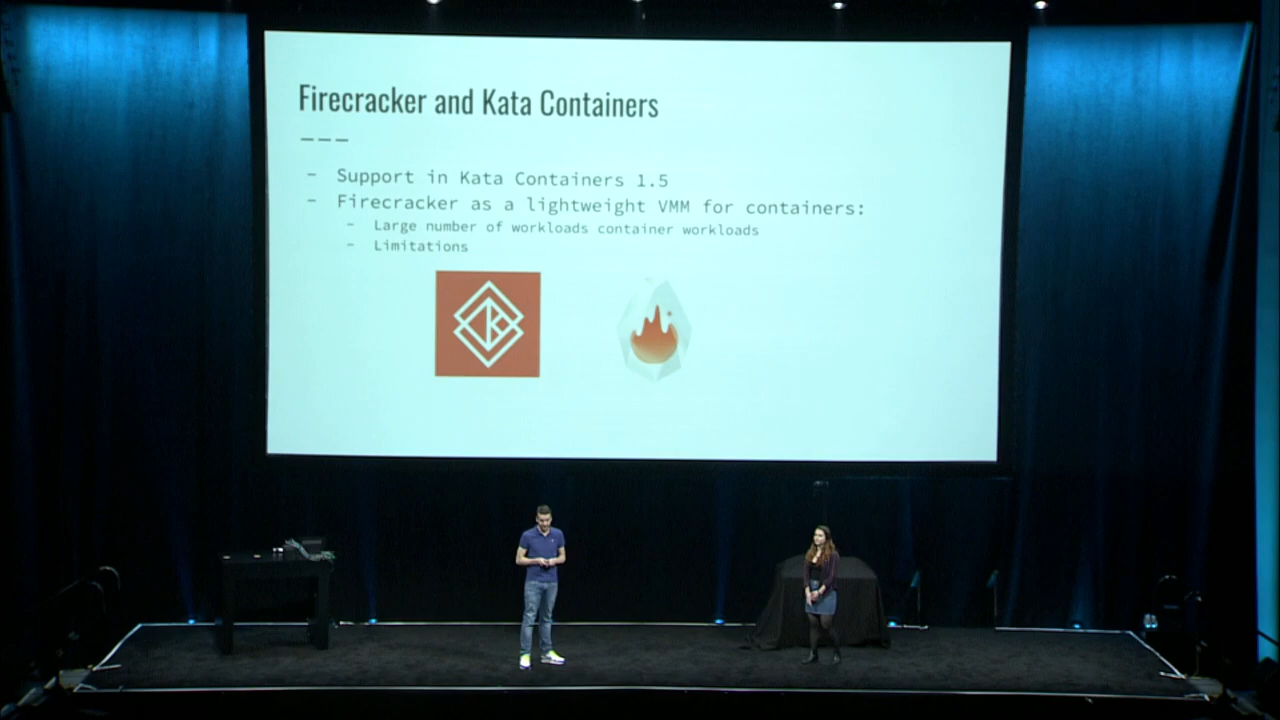 Firecracker and Kata Containers
- Support in Kata Containers 1.5
- Firecracker as a lightweight VMM for containers:
- Large number of workloads container workloads
- Limitations